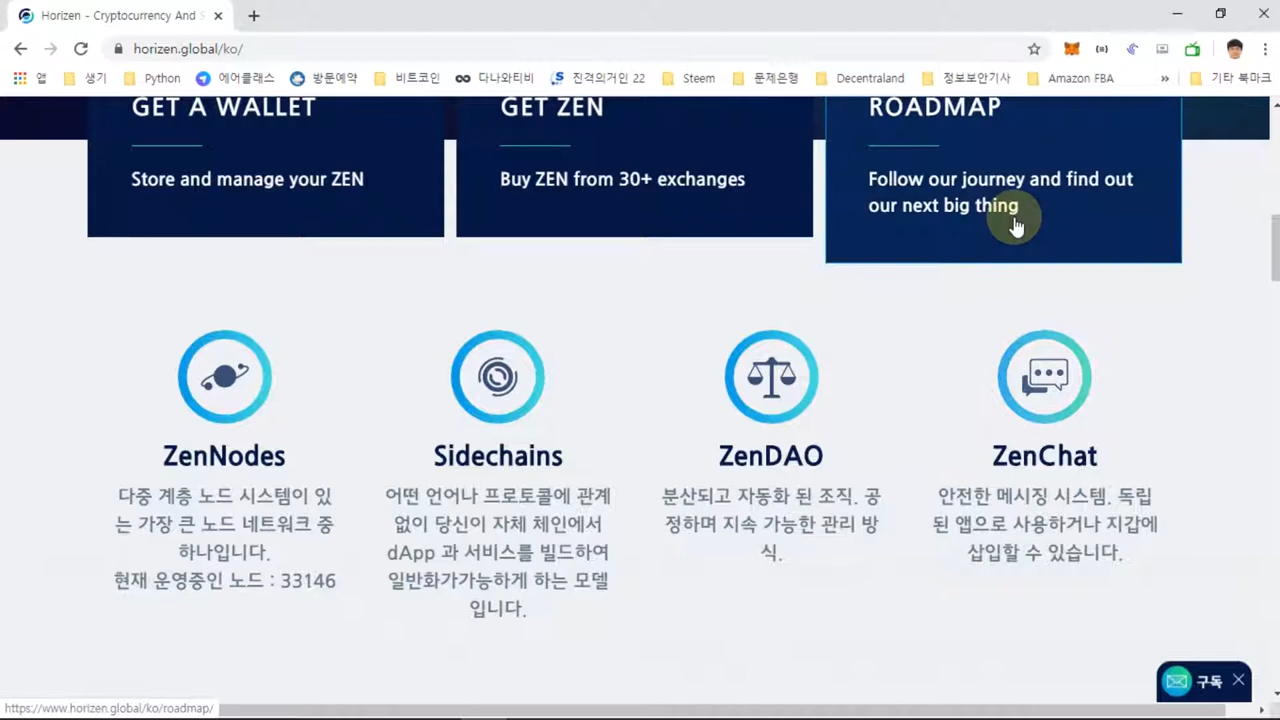 Horizen - Cryptocurrency And S
horizen.global/ko/
앱 생기 Python 에어클래스 방문예약 비트코인 다나와티비 진격의거인 22 Steem 문제은행 Decentraland 정보보안기사 Amazon FBA » 기타 북마크
GET A WALLET
Store and manage your ZEN
GET ZEN
Buy ZEN from 30+ exchanges
ROADMAP
Follow our journey and find out
our next big thing
ZenNodes
다중 계층 노드 시스템이 있
는 가장 큰 노드 네트워크 중
하나입니다.
현재 운영중인 노드 : 33146
Sidechains
어떤 언어나 프로토콜에 관계
없이 당신이 자체 체인에서
dApp 과 서비스를 빌드하여
일반화가가능하게 하는 모델
입니다.
ZenDAO
분산되고 자동화 된 조직. 공
정하며 지속 가능한 관리 방
식.
ZenChat
안전한 메시징 시스템. 독립
된 앱으로 사용하거나 지갑에
삽입할 수 있습니다.
구독
https://www.horizen.global/ko/roadmap/